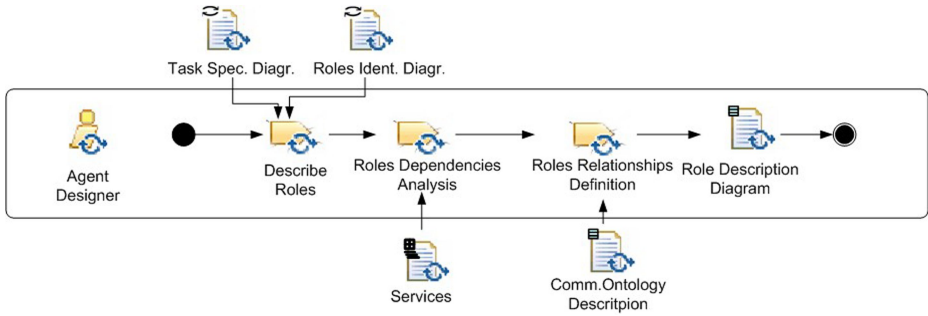 Task Spec. Diagr.
Roles Ident. Diagr.
Agent
Designer
Describe
Roles
Roles Dependencies
Analysis
Roles Relationships
Definition
Role Description
Diagram
Services
Comm.Ontology
Descritpion